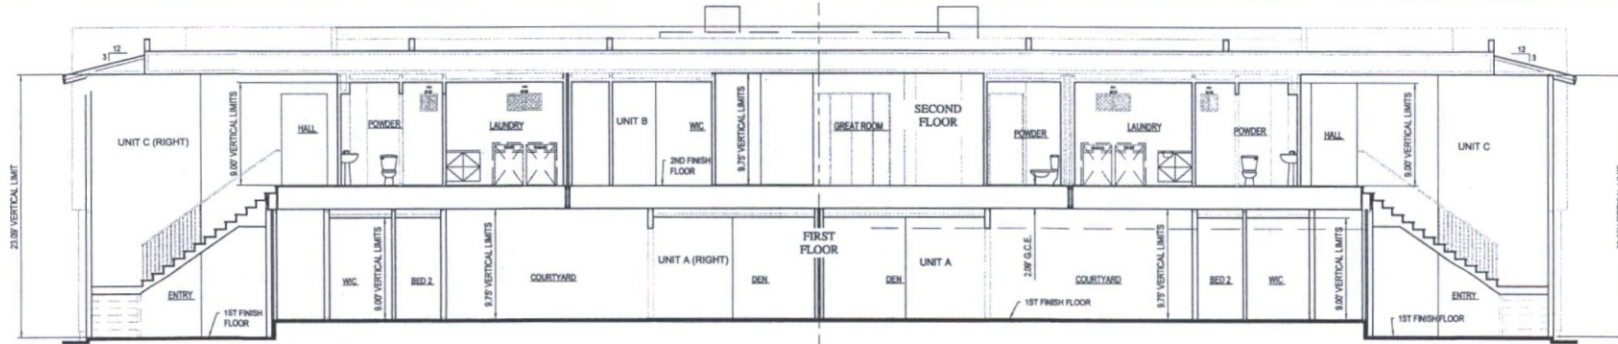 12
3
12
3
23.09' VERTICAL LIMIT
UNIT C (RIGHT)
9.00' VERTICAL LIMITS
HALL
POWDER
LAUNDRY
UNIT B
WIC
2ND FINISH
FLOOR
9.75' VERTICAL LIMITS
GREAT ROOM
SECOND
FLOOR
POWDER
LAUNDRY
POWDER
HALL
9.00' VERTICAL LIMITS
UNIT C
ENTRY
1ST FINISH
FLOOR
WIC
9.00' VERTICAL LIMITS
BED 2
9.75' VERTICAL LIMITS
COURTYARD
UNIT A (RIGHT)
DEN
FIRST
FLOOR
DEN
UNIT A
1ST FINISH FLOOR
2.09' G.C.E.
COURTYARD
9.75' VERTICAL LIMITS
BED 2
WIC
9.00' VERTICAL LIMITS
ENTRY
1ST FINISH FLOOR